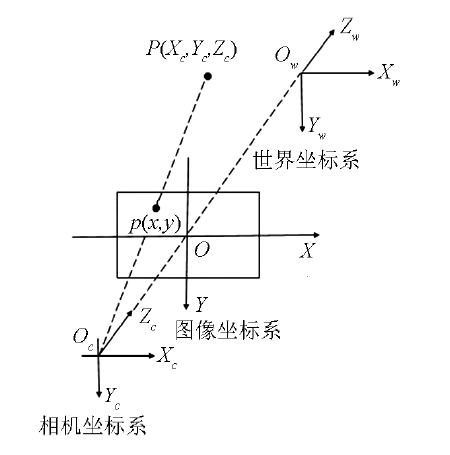 Z_w
P(X_c,Y_c,Z_c)
O_w
X_w
Y_w
世界坐标系
p(x,y)
O
X
Y
Z_c
图像坐标系
O_c
X_c
Y_c
相机坐标系